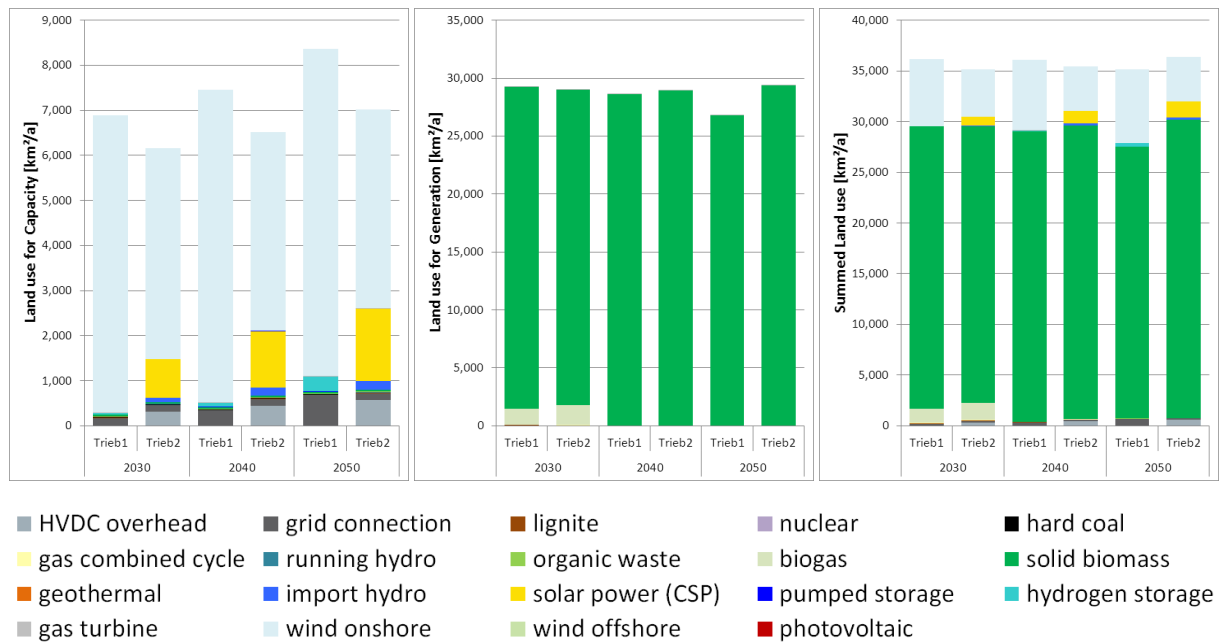 Land use for Capacity [km²/a]
9,000
8,000
7,000
6,000
5,000
4,000
3,000
2,000
1,000
0
Trieb1 Trieb2 Trieb1 Trieb2 Trieb1 Trieb2
2030 2040 2050
Land use for Generation [km²/a]
35,000
30,000
25,000
20,000
15,000
10,000
5,000
0
Trieb1 Trieb2 Trieb1 Trieb2 Trieb1 Trieb2
2030 2040 2050
Summed Land use [km²/a]
40,000
35,000
30,000
25,000
20,000
15,000
10,000
5,000
0
Trieb1 Trieb2 Trieb1 Trieb2 Trieb1 Trieb2
2030 2040 2050
HVDC overhead grid connection lignite nuclear hard coal
gas combined cycle running hydro organic waste biogas solid biomass
geothermal import hydro solar power (CSP) pumped storage hydrogen storage
gas turbine wind onshore wind offshore photovoltaic